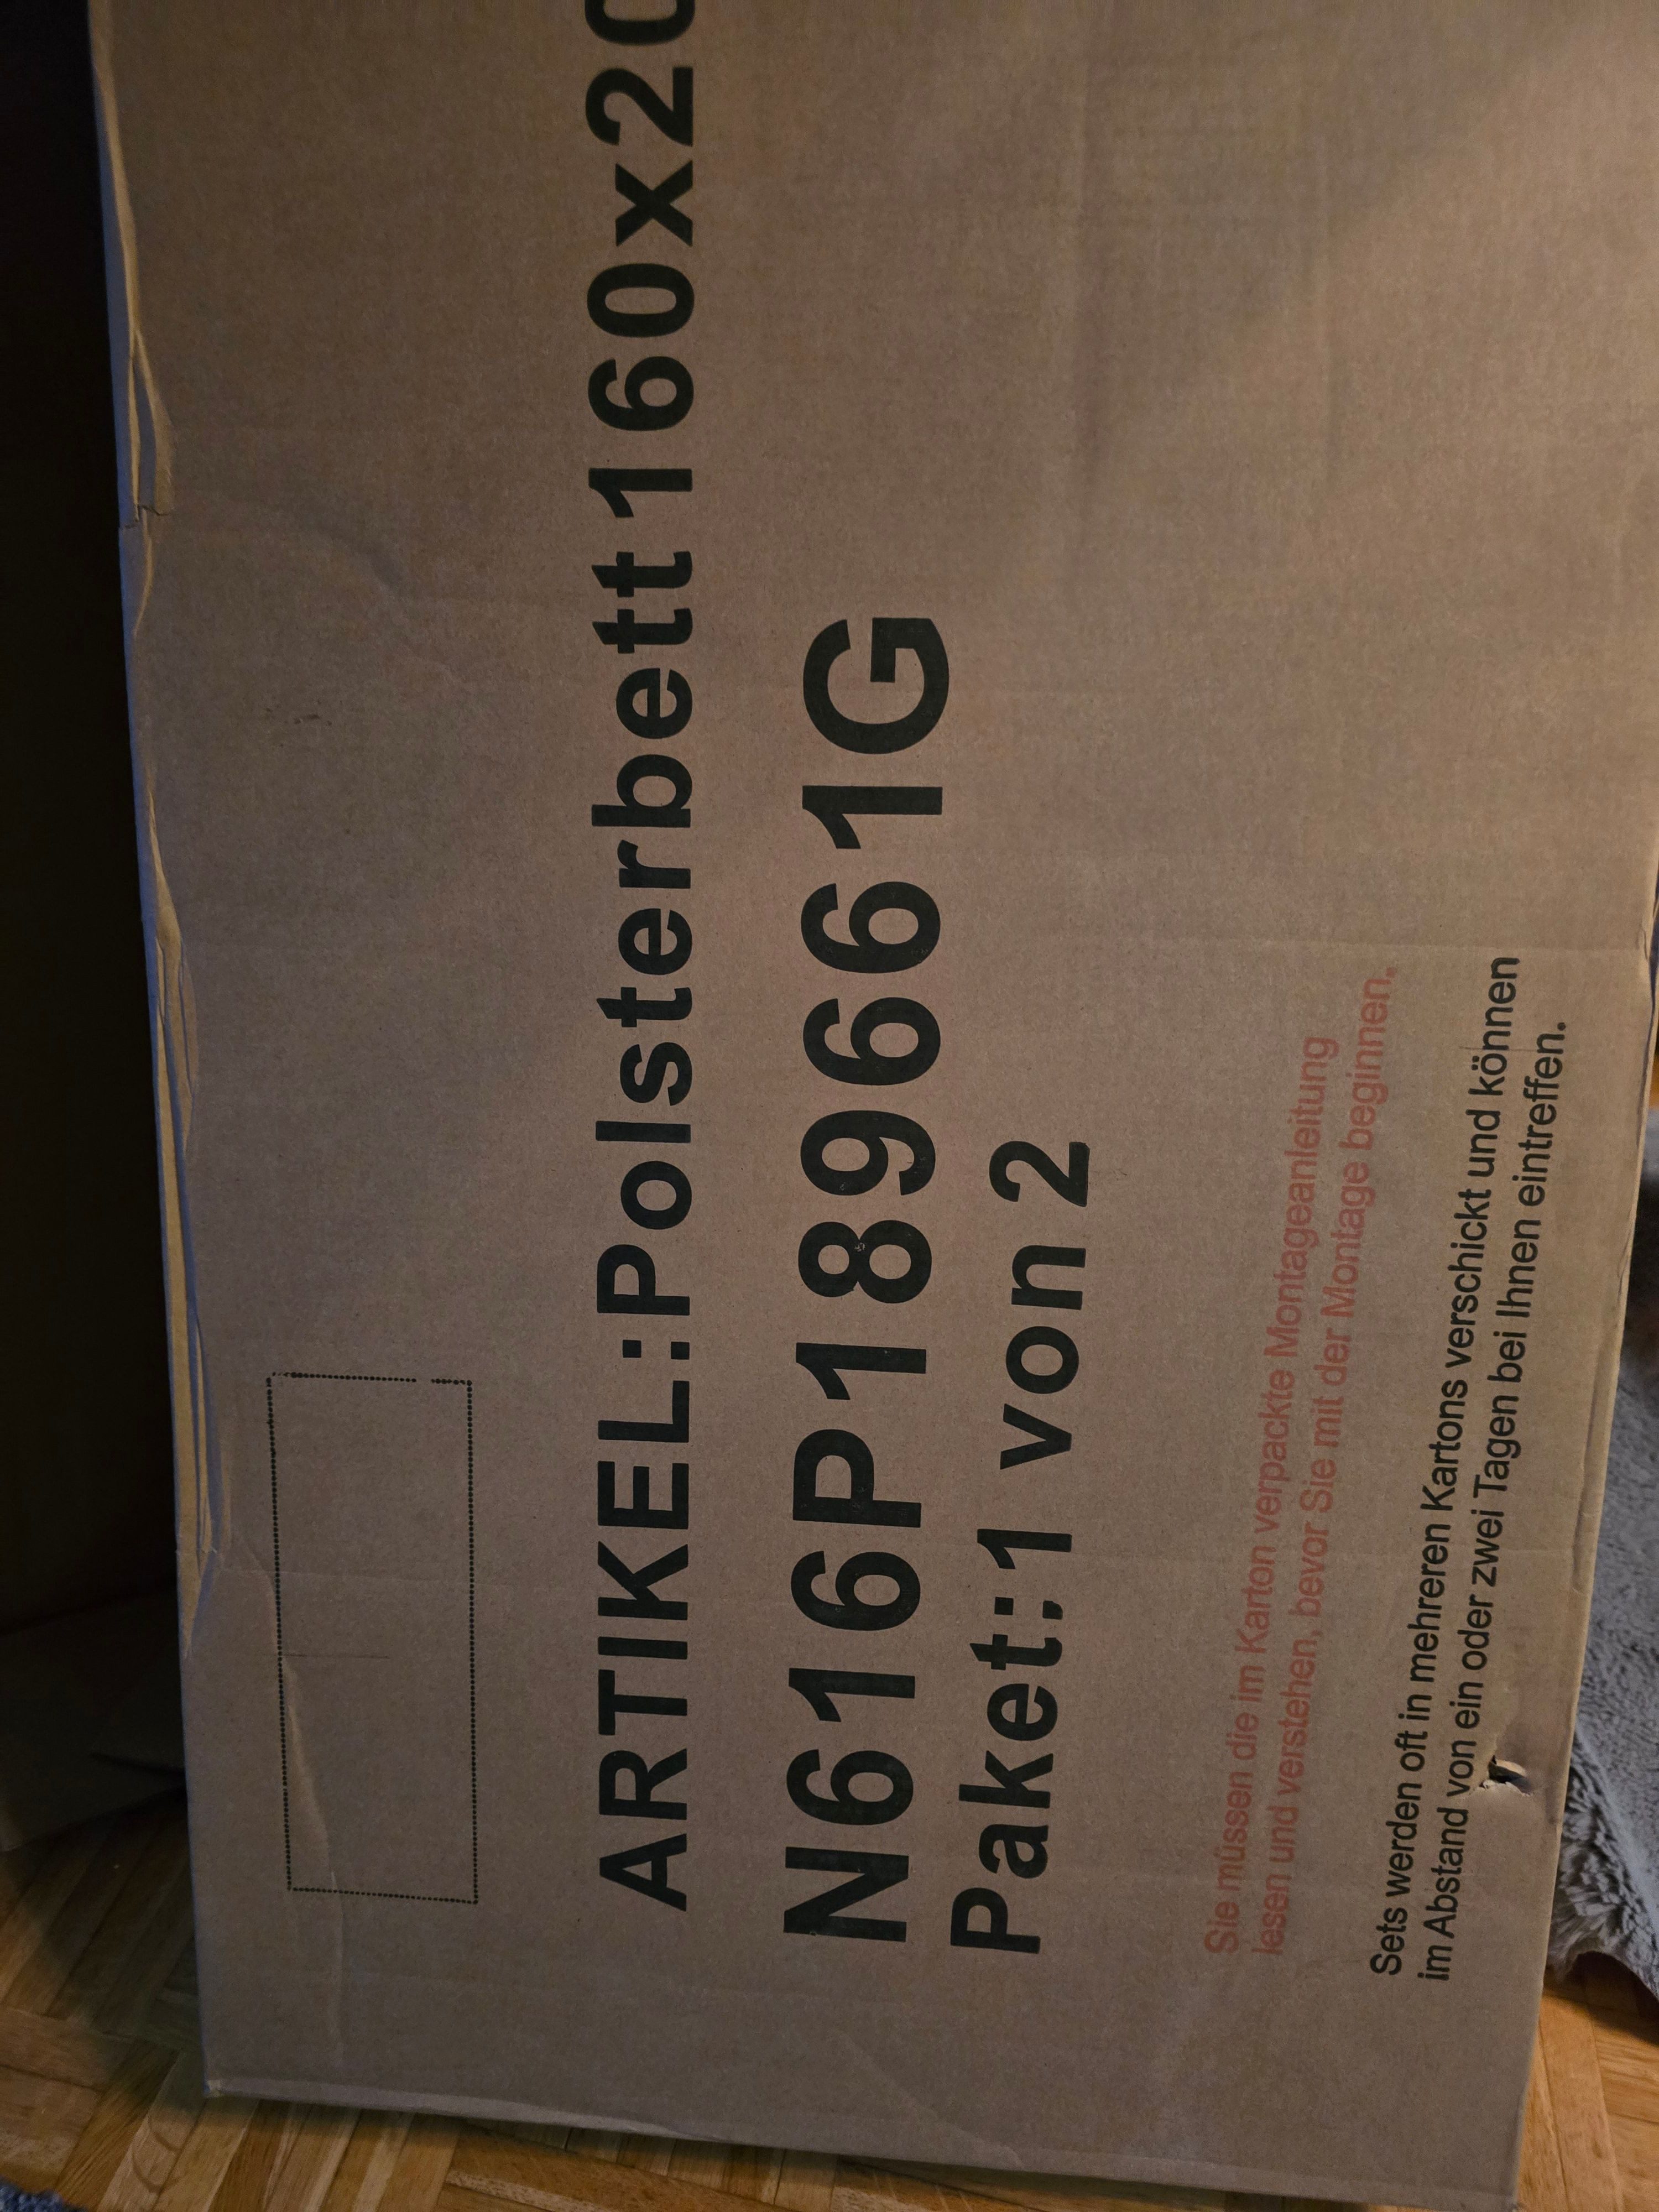 ARTIKEL:Polsterbett160x20
N616P189661G
Paket:1 von 2
Sie müssen die im Karton verpackte Montageanleitung
lesen und verstehen, bevor Sie mit der Montage beginnen.
Sets werden oft in mehreren Kartons verschickt und können
im Abstand von ein oder zwei Tagen bei Ihnen eintreffen.